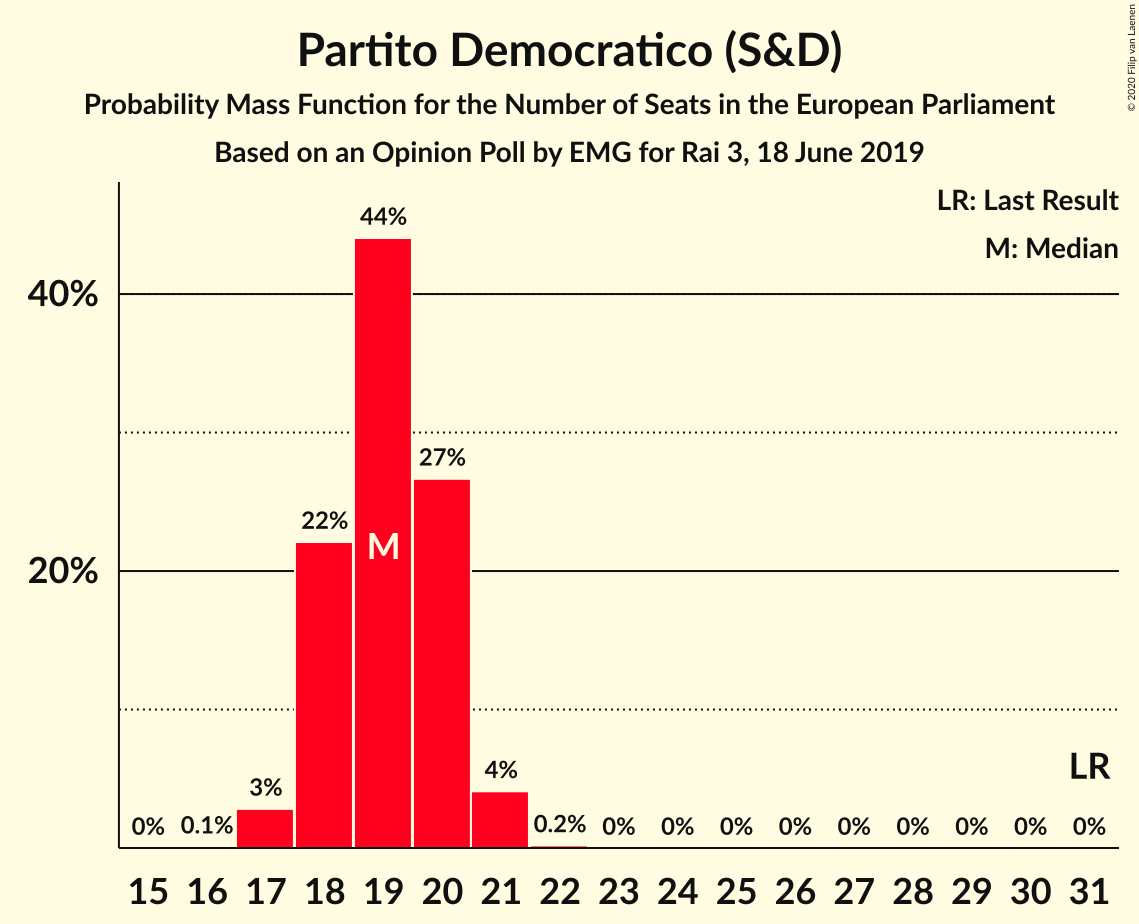 Partito Democratico (S&D)
Probability Mass Function for the Number of Seats in the European Parliament
Based on an Opinion Poll by EMG for Rai 3, 18 June 2019
© 2020 Filip van Laenen
LR: Last Result
M: Median
44%
40%
27%
22%
M
20%
LR
3%
4%
0% 0.1% 0.2% 0% 0% 0% 0% 0% 0% 0% 0% 0%
15 16 17 18 19 20 21 22 23 24 25 26 27 28 29 30 31